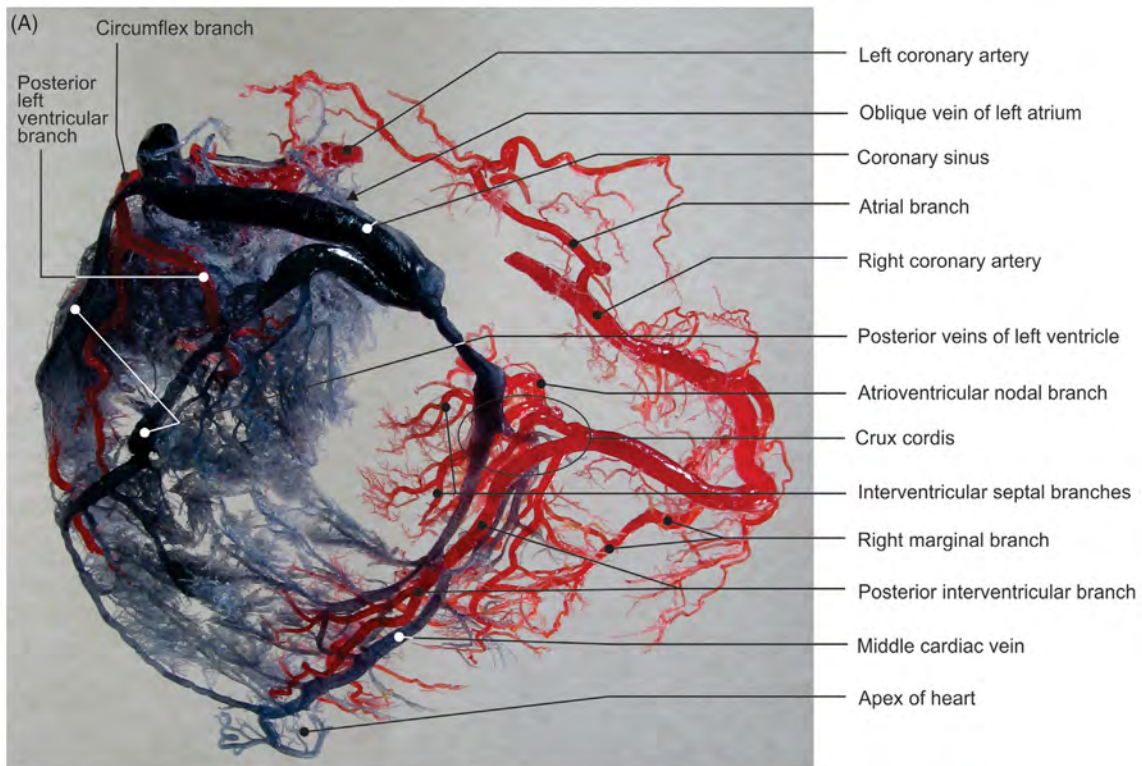 (A)
Circumflex branch
Posterior
left
ventricular
branch
Left coronary artery
Oblique vein of left atrium
Coronary sinus
Atrial branch
Right coronary artery
Posterior veins of left ventricle
Atrioventricular nodal branch
Crux cordis
Interventricular septal branches
Right marginal branch
Posterior interventricular branch
Middle cardiac vein
Apex of heart